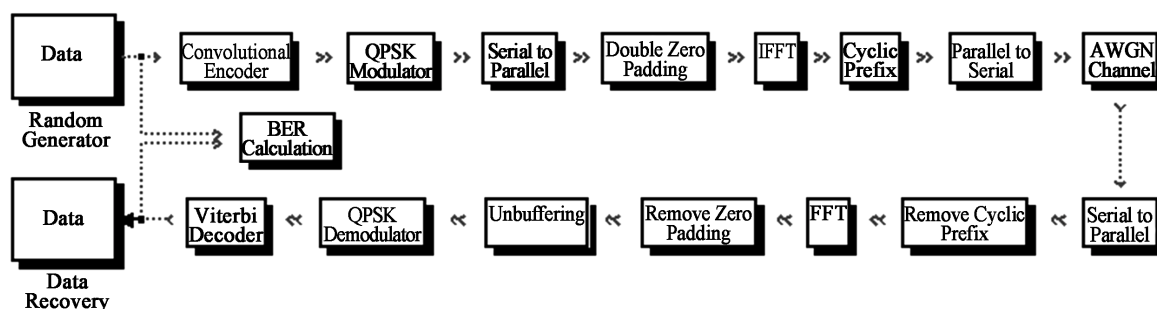 Data
Random
Generator
Convolutional
Encoder
QPSK
Modulator
Serial to
Parallel
Double Zero
Padding
IFFT
Cyclic
Prefix
Parallel to
Serial
AWGN
Channel
BER
Calculation
Data
Data
Recovery
Viterbi
Decoder
QPSK
Demodulator
Unbuffering
Remove Zero
Padding
FFT
Remove Cyclic
Prefix
Serial to
Parallel